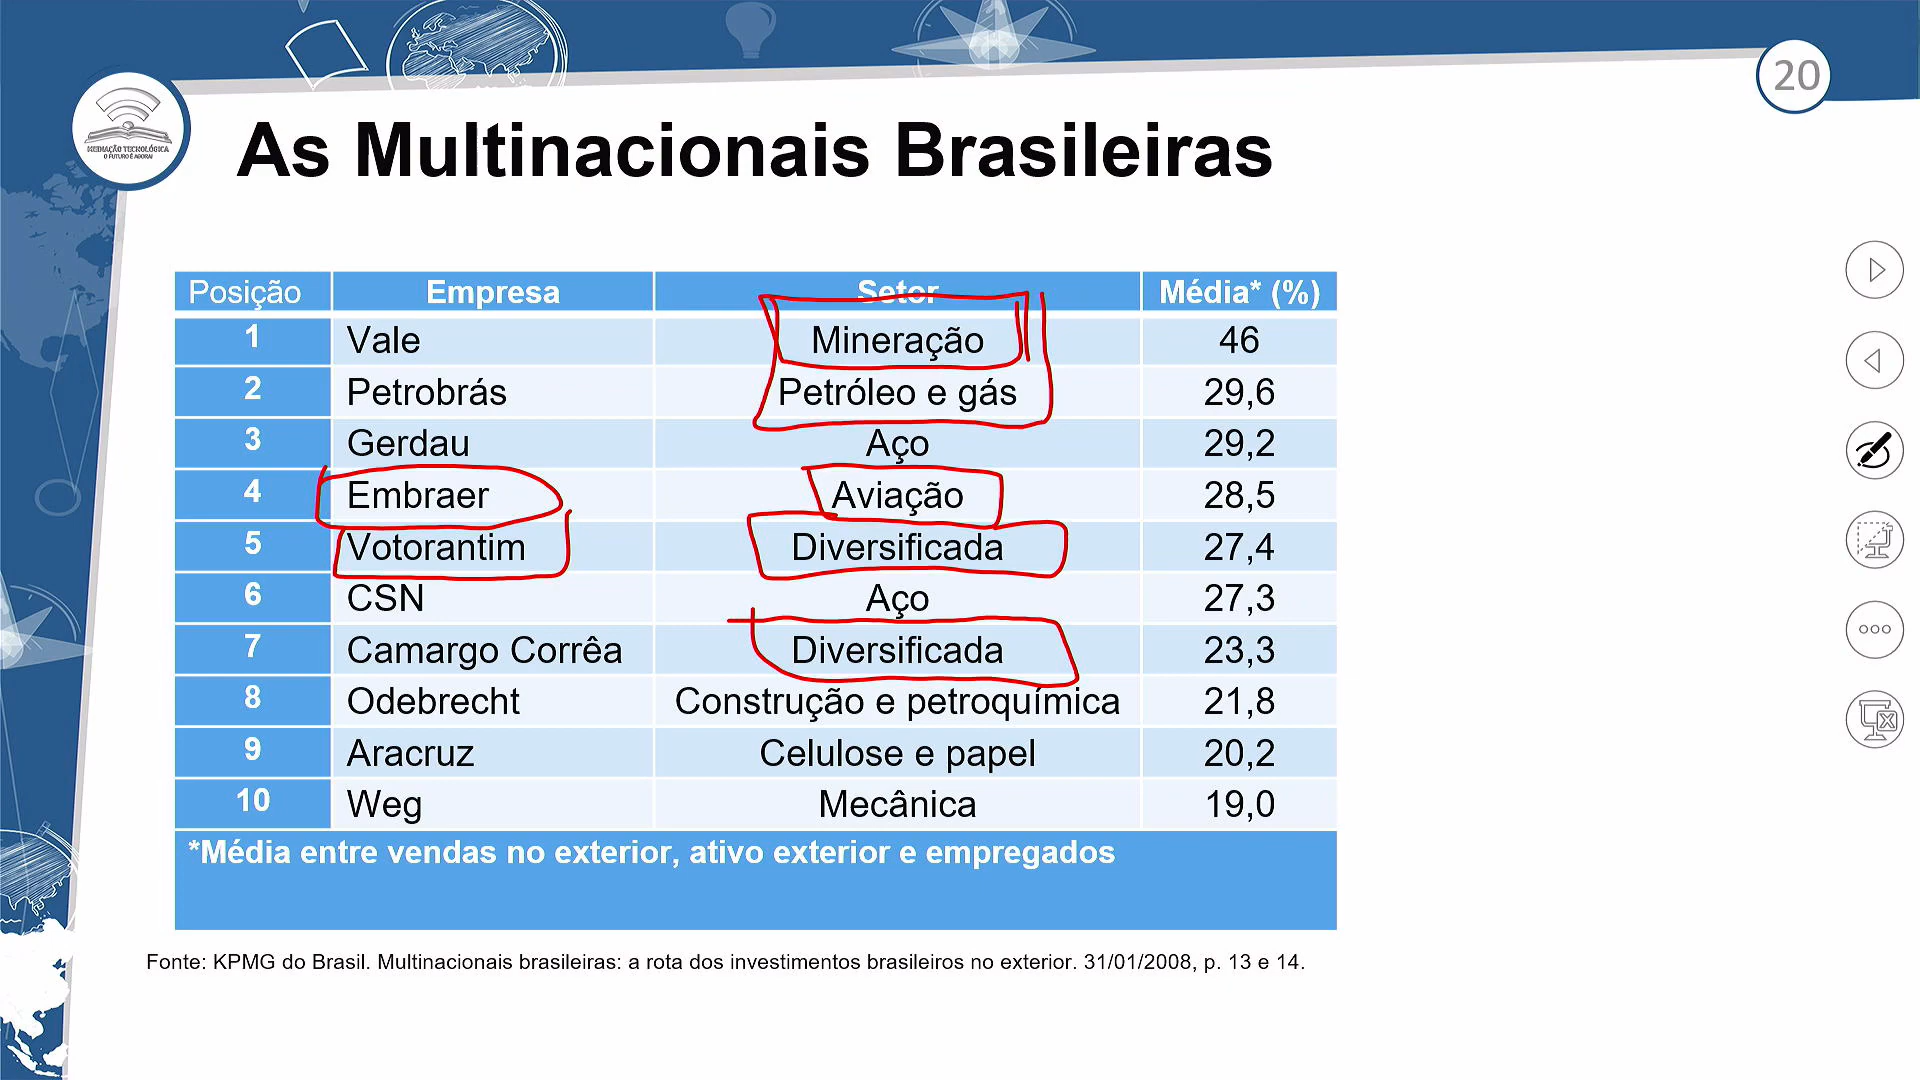 20
MEDIAÇÃO TECNOLÓGICA
O FUTURO É AGORA!
As Multinacionais Brasileiras
Posição Empresa Setor Média* (%)
1 Vale Mineração 46
2 Petrobrás Petróleo e gás 29,6
3 Gerdau Aço 29,2
4 Embraer Aviação 28,5
5 Votorantim Diversificada 27,4
6 CSN Aço 27,3
7 Camargo Corrêa Diversificada 23,3
8 Odebrecht Construção e petroquímica 21,8
9 Aracruz Celulose e papel 20,2
10 Weg Mecânica 19,0
*Média entre vendas no exterior, ativo exterior e empregados
Fonte: KPMG do Brasil. Multinacionais brasileiras: a rota dos investimentos brasileiros no exterior. 31/01/2008, p. 13 e 14.